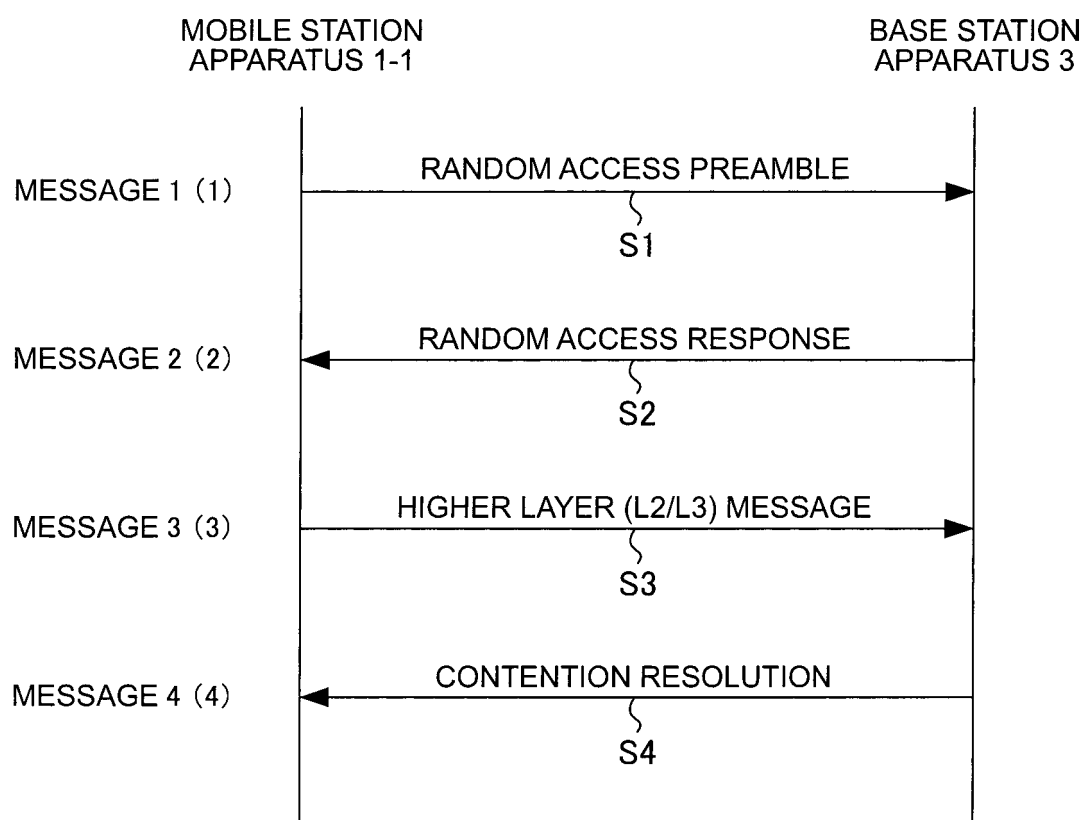 MOBILE STATION
APPARATUS 1-1
BASE STATION
APPARATUS 3
MESSAGE 1 (1)
RANDOM ACCESS PREAMBLE
S1
MESSAGE 2 (2)
RANDOM ACCESS RESPONSE
S2
MESSAGE 3 (3)
HIGHER LAYER (L2/L3) MESSAGE
S3
MESSAGE 4 (4)
CONTENTION RESOLUTION
S4